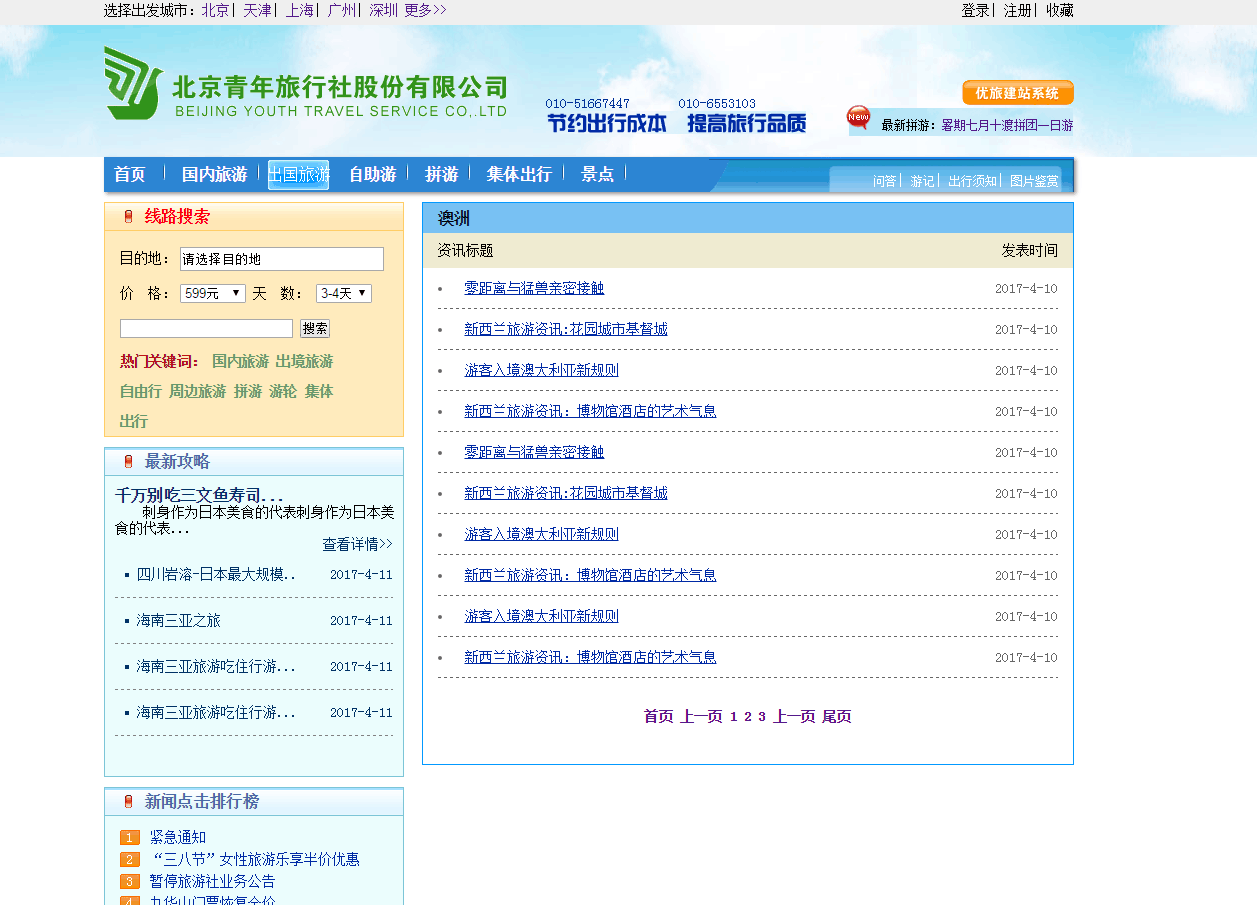 选择出发城市：北京| 天津| 上海| 广州| 深圳 更多>>
登录| 注册| 收藏
北京青年旅行社股份有限公司
BEIJING YOUTH TRAVEL SERVICE CO,.LTD
010-51667447 010-6553103
节约出行成本 提高旅行品质
优旅建站系统
New 最新拼游：暑期七月十渡拼团一日游
首页 国内旅游 出国旅游 自助游 拼游 集体出行 景点
问答| 游记| 出行须知| 图片鉴赏
线路搜索
目的地： 请选择目的地
价 格： 599元 天 数： 3-4天
搜索
热门关键词： 国内旅游 出境旅游
自由行 周边旅游 拼游 游轮 集体
出行
最新攻略
千万别吃三文鱼寿司...
刺身作为日本美食的代表刺身作为日本美
食的代表...
查看详情>>
四川岩溶-日本最大规模.. 2017-4-11
海南三亚之旅 2017-4-11
海南三亚旅游吃住行游... 2017-4-11
海南三亚旅游吃住行游... 2017-4-11
新闻点击排行榜
1 紧急通知
2 “三八节”女性旅游乐享半价优惠
3 暂停旅游社业务公告
4 九华山门票恢复全价
澳洲
资讯标题 发表时间
零距离与猛兽亲密接触 2017-4-10
新西兰旅游资讯:花园城市基督城 2017-4-10
游客入境澳大利亚新规则 2017-4-10
新西兰旅游资讯：博物馆酒店的艺术气息 2017-4-10
零距离与猛兽亲密接触 2017-4-10
新西兰旅游资讯:花园城市基督城 2017-4-10
游客入境澳大利亚新规则 2017-4-10
新西兰旅游资讯：博物馆酒店的艺术气息 2017-4-10
游客入境澳大利亚新规则 2017-4-10
新西兰旅游资讯：博物馆酒店的艺术气息 2017-4-10
首页 上一页 1 2 3 上一页 尾页